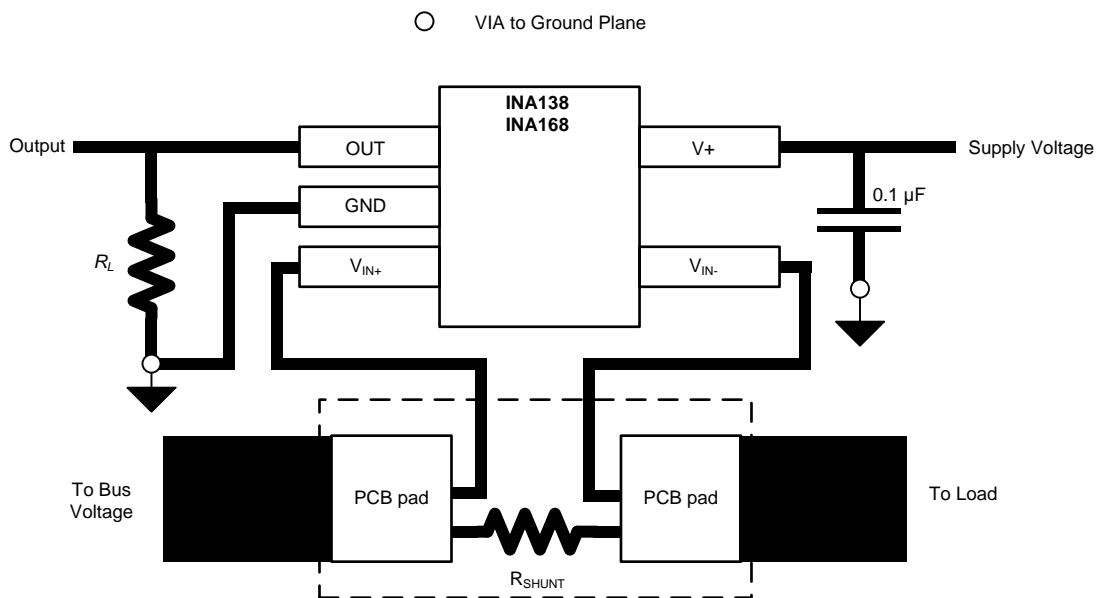 VIA to Ground Plane
INA138
INA168
Output
OUT
V+
Supply Voltage
0.1 µF
GND
R_L
V_IN+
V_IN-
To Bus
Voltage
PCB pad
PCB pad
To Load
R_SHUNT